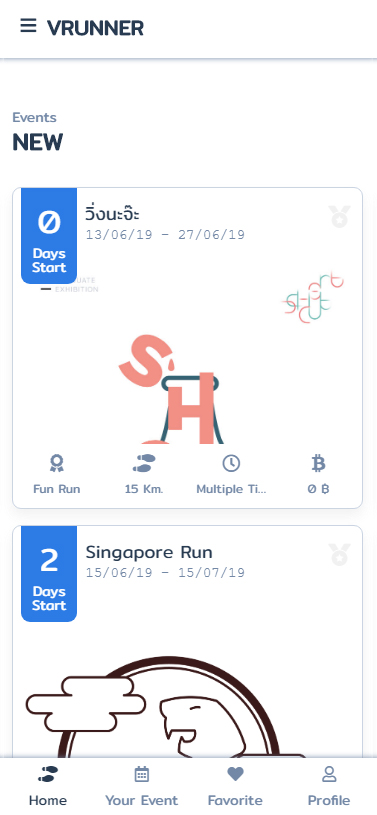 VRUNNER
Events
NEW
0
Days
Start
วิ่งนะจ๊ะ
13/06/19 - 27/06/19
EXHIBITION
S
H
Fun Run
15 Km.
Multiple Ti...
0 ฿
2
Days
Start
Singapore Run
15/06/19 - 15/07/19
Home
Your Event
Favorite
Profile